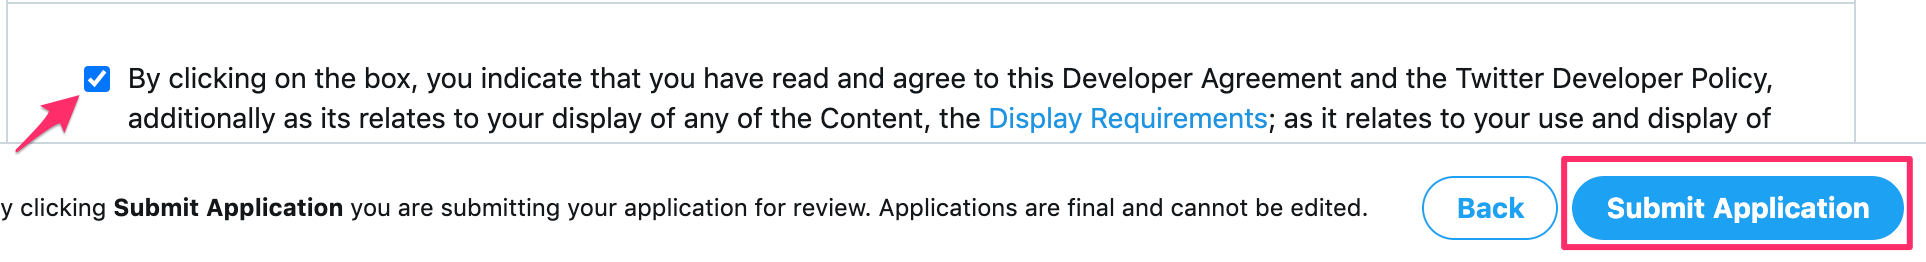 By clicking on the box, you indicate that you have read and agree to this Developer Agreement and the Twitter Developer Policy,
additionally as its relates to your display of any of the Content, the Display Requirements; as it relates to your use and display of
y clicking Submit Application you are submitting your application for review. Applications are final and cannot be edited.
Back
Submit Application